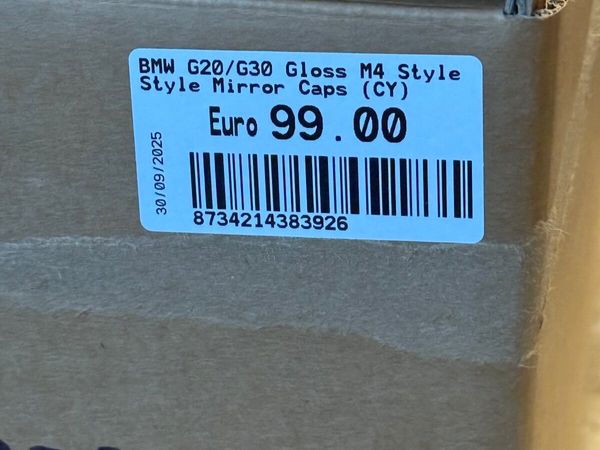 BMW G20/G30 Gloss M4 Style
Style Mirror Caps (CY)
Euro 99.00
30/09/2025
8734214383926